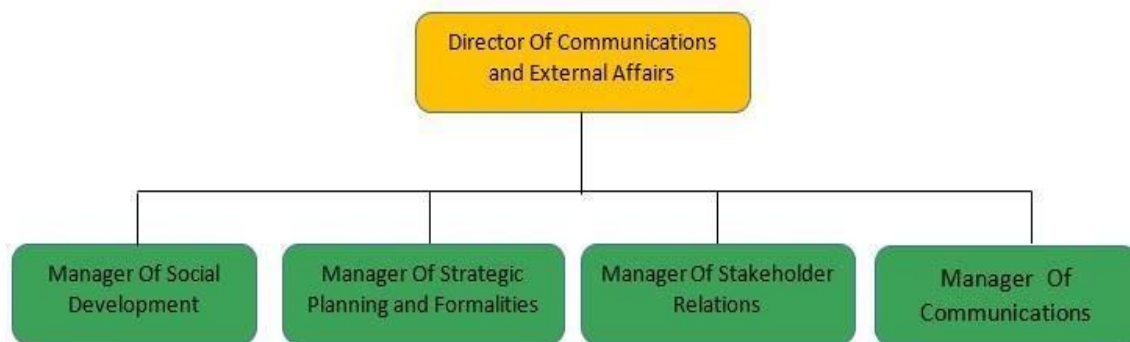 Director Of Communications
and External Affairs
Manager Of Social
Development
Manager Of Strategic
Planning and Formalities
Manager Of Stakeholder
Relations
Manager Of
Communications